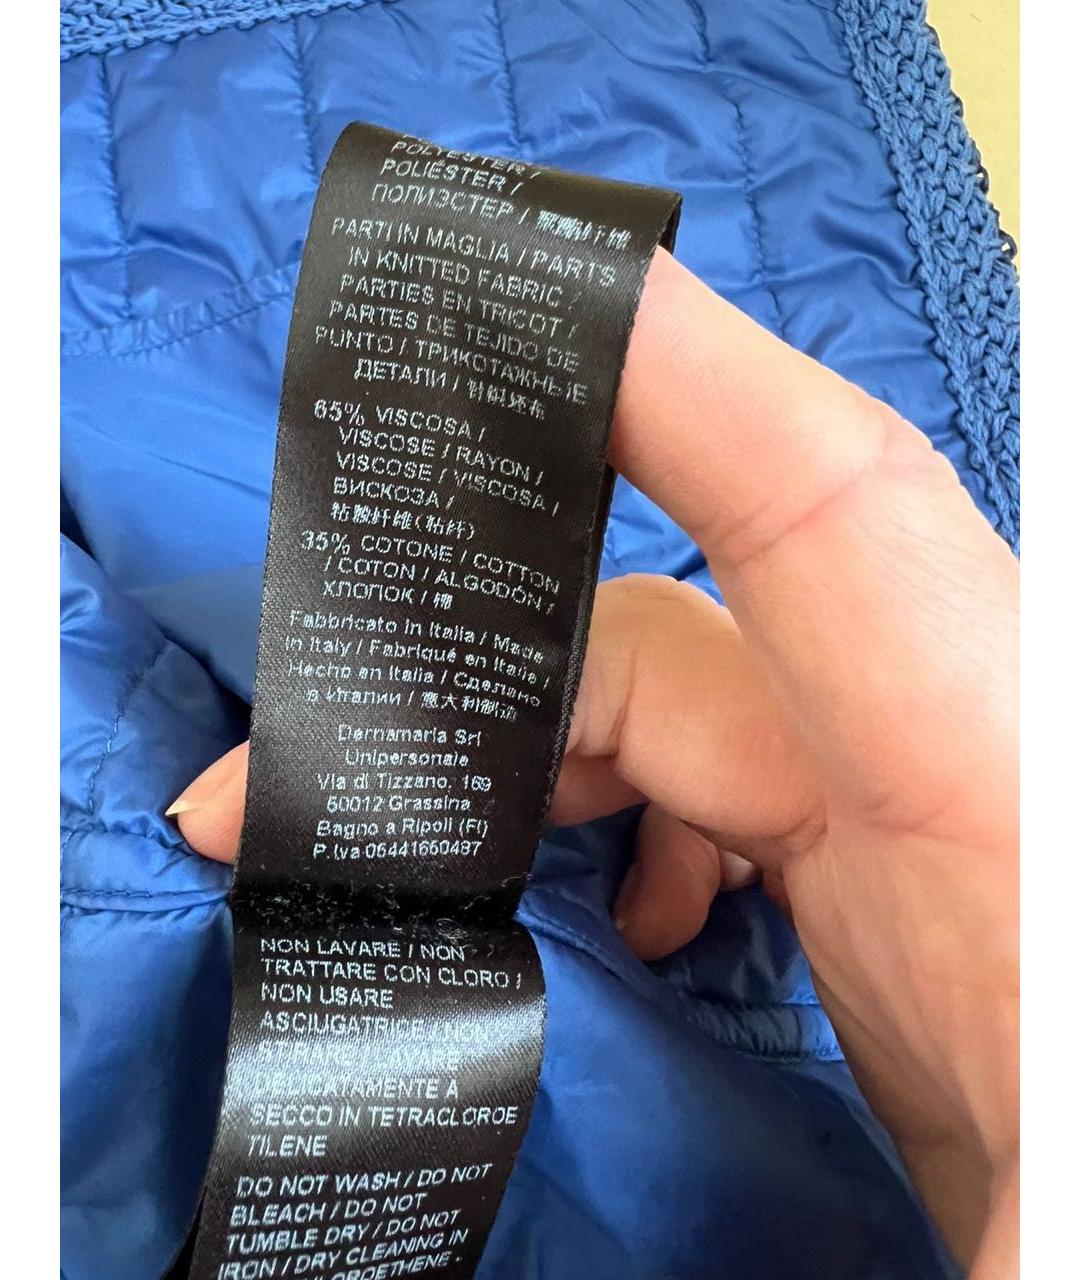 POLYESTER /
POLIÉSTER /
ПОЛИЭСТЕР / 聚酯纤维
PARTI IN MAGLIA / PARTS
IN KNITTED FABRIC /
PARTIES EN TRICOT /
PARTES DE TEJIDO DE
PUNTO / ТРИКОТАЖНЫЕ
ДЕТАЛИ /
65% VISCOSA /
VISCOSE / RAYON /
VISCOSE / VISCOSA /
ВИСКОЗА /
粘胶纤维(粘纤)
35% COTONE / COTTON
/ COTON / ALGODÓN /
ХЛОПОК / 棉
Fabbricato in Italia / Made
in Italy / Fabriqué en Italie /
Hecho en Italia / Сделано
в Италии / 意大利制造
Dernamaria Srl
Unipersonale
Via di Tizzano, 169
50012 Grassina
Bagno a Ripoli (FI)
P.Iva 06441660487
NON LAVARE / NON
TRATTARE CON CLORO /
NON USARE
ASCIUGATRICE / NON
STIRARE / LAVARE
DELICATAMENTE A
SECCO IN TETRACLOROE
TILENE
DO NOT WASH / DO NOT
BLEACH / DO NOT
TUMBLE DRY / DO NOT
IRON / DRY CLEANING IN